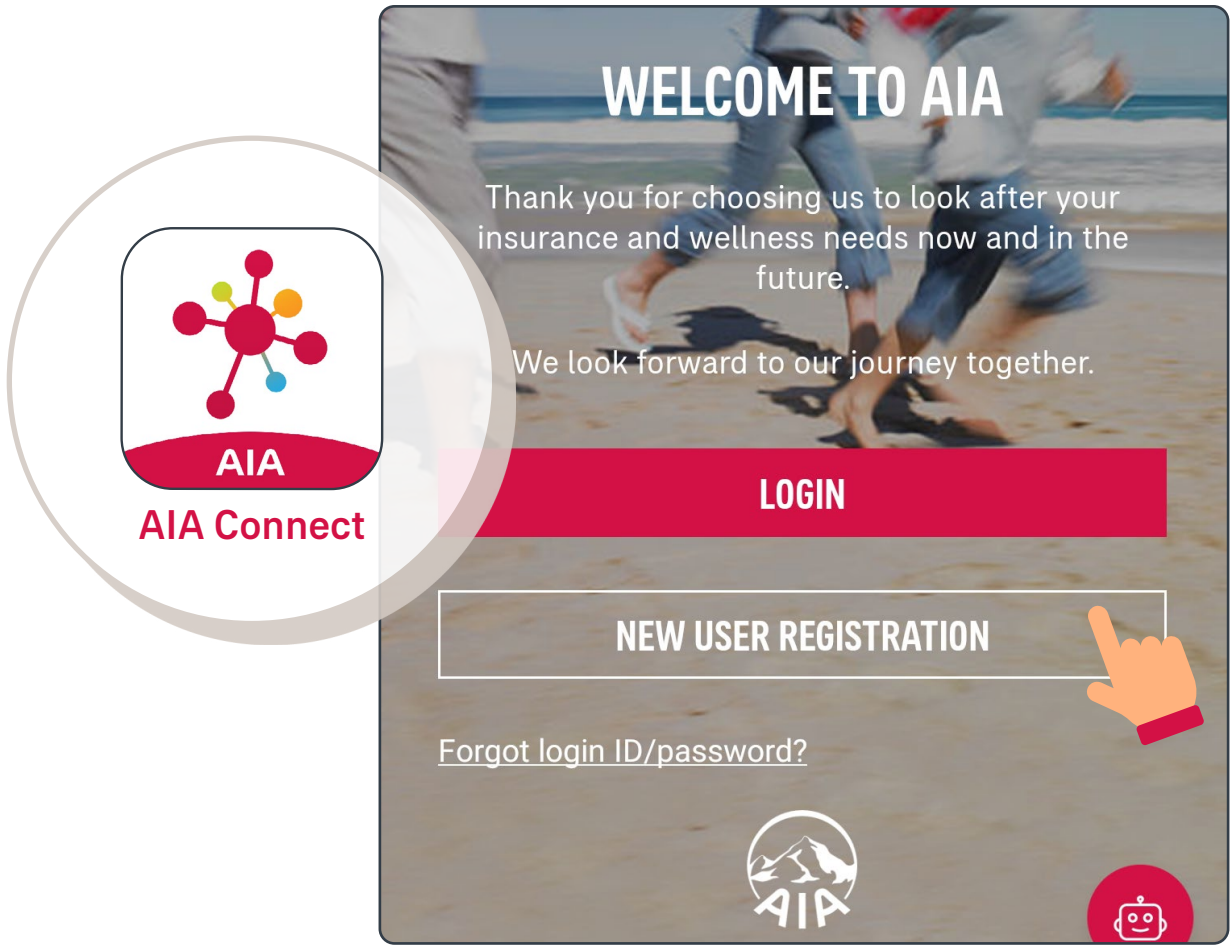 WELCOME TO AIA
Thank you for choosing us to look after your
insurance and wellness needs now and in the
future.
We look forward to our journey together.
AIA
AIA Connect
LOGIN
NEW USER REGISTRATION
Forgot login ID/password?
AIA